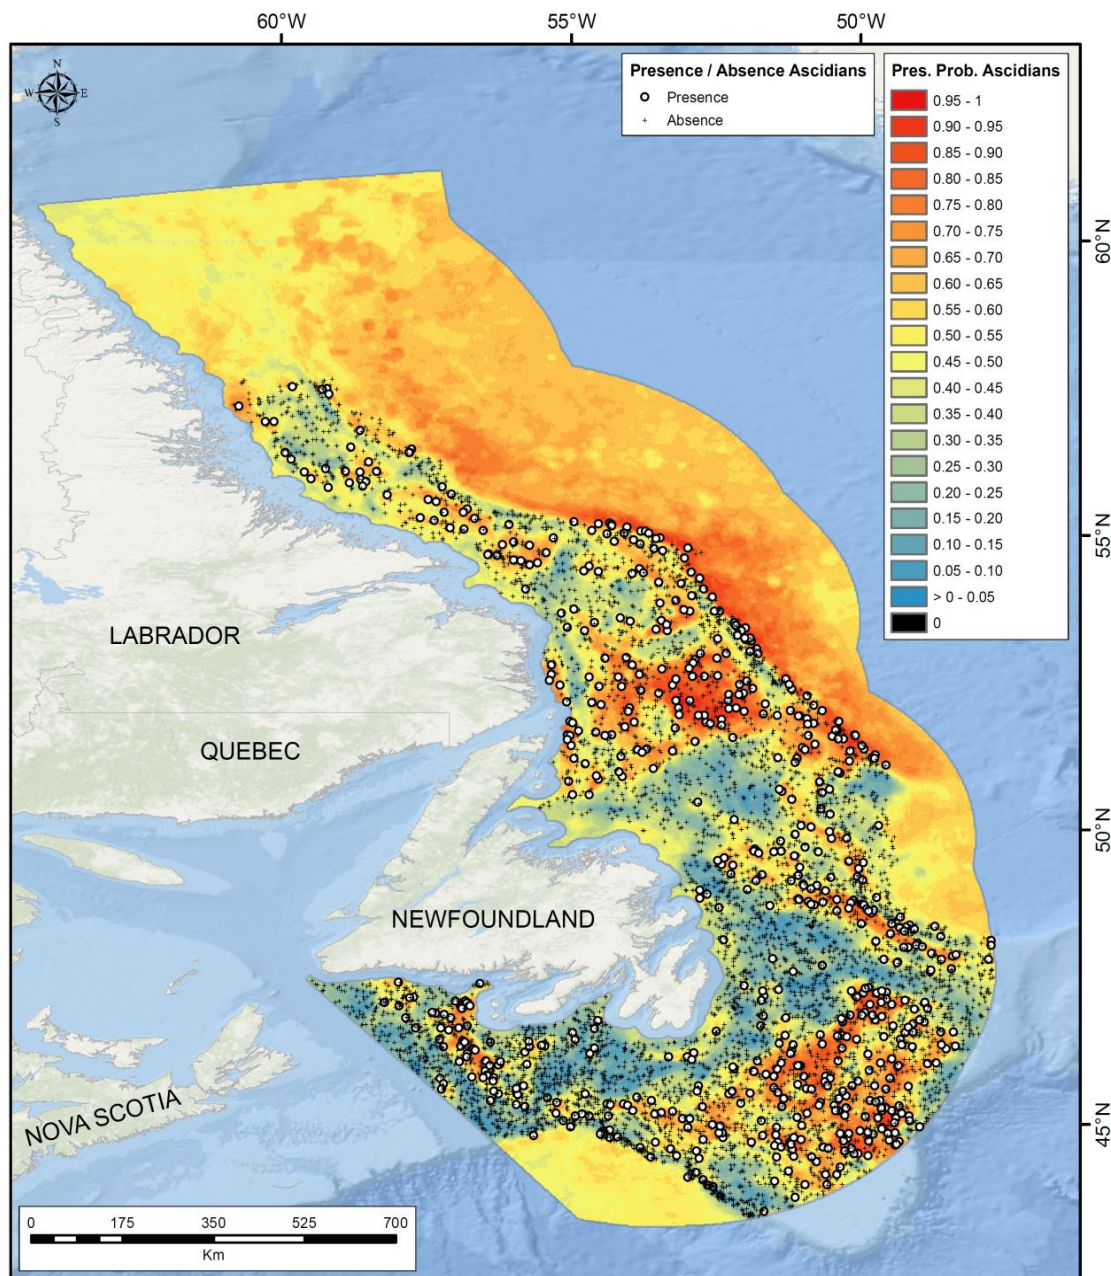 60°W 55°W 50°W
N
W E
S
Presence / Absence Ascidians
Presence
Absence
Pres. Prob. Ascidians
0.95 - 1
0.90 - 0.95
0.85 - 0.90
0.80 - 0.85
0.75 - 0.80
0.70 - 0.75
0.65 - 0.70
0.60 - 0.65
0.55 - 0.60
0.50 - 0.55
0.45 - 0.50
0.40 - 0.45
0.35 - 0.40
0.30 - 0.35
0.25 - 0.30
0.20 - 0.25
0.15 - 0.20
0.10 - 0.15
0.05 - 0.10
> 0 - 0.05
0
60°N
55°N
50°N
45°N
LABRADOR
QUEBEC
NEWFOUNDLAND
NOVA SCOTIA
0 175 350 525 700
Km